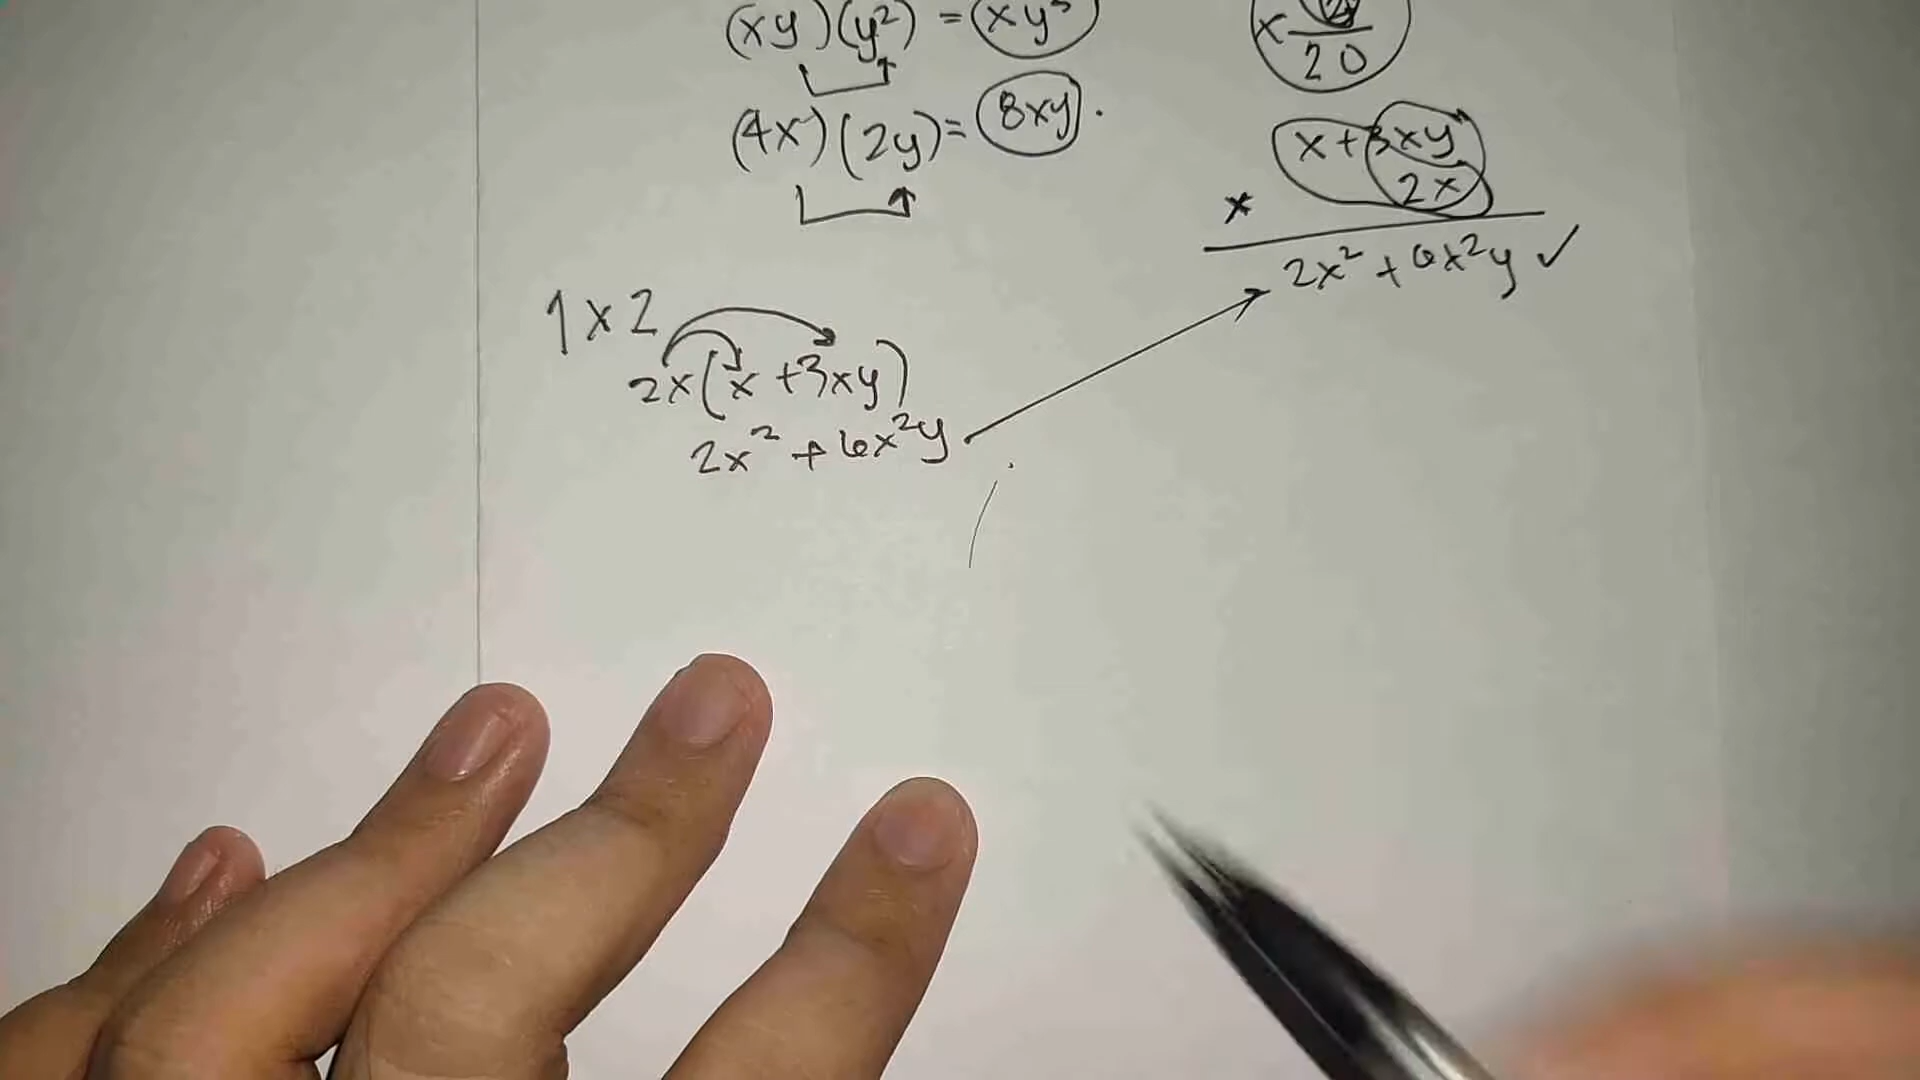 (xy)(y²) = xy³
(4x)(2y) = 8xy.
x
20
x+3xy
x 2x
2x² + 6x²y ✓
1 x 2
2x(x+3xy)
2x² + 6x²y